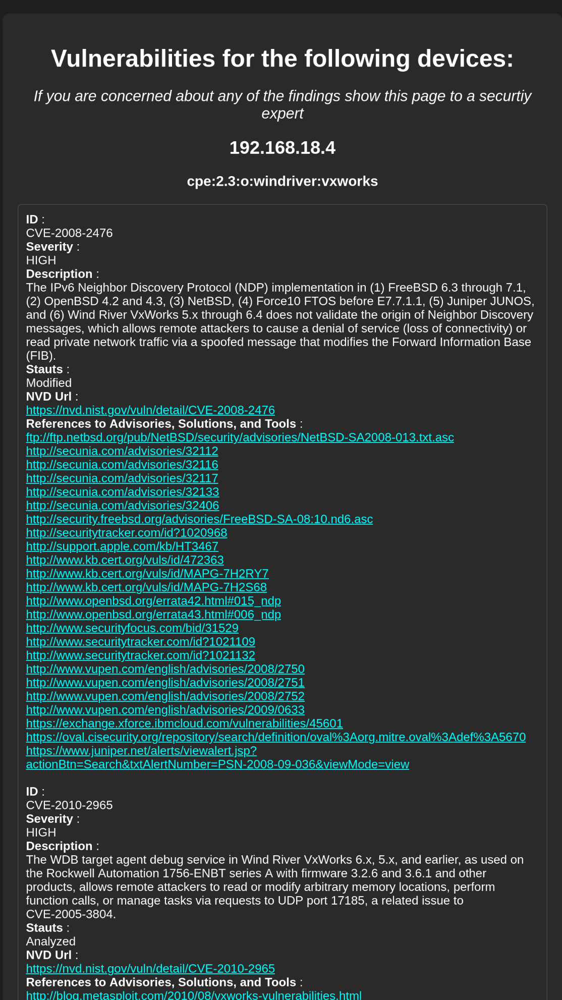 Vulnerabilities for the following devices:
If you are concerned about any of the findings show this page to a securtiy
expert
192.168.18.4
cpe:2.3:o:windriver:vxworks
ID :
CVE-2008-2476
Severity :
HIGH
Description :
The IPv6 Neighbor Discovery Protocol (NDP) implementation in (1) FreeBSD 6.3 through 7.1,
(2) OpenBSD 4.2 and 4.3, (3) NetBSD, (4) Force10 FTOS before E7.7.1.1, (5) Juniper JUNOS,
and (6) Wind River VxWorks 5.x through 6.4 does not validate the origin of Neighbor Discovery
messages, which allows remote attackers to cause a denial of service (loss of connectivity) or
read private network traffic via a spoofed message that modifies the Forward Information Base
(FIB).
Stauts :
Modified
NVD Url :
https://nvd.nist.gov/vuln/detail/CVE-2008-2476
References to Advisories, Solutions, and Tools :
ftp://ftp.netbsd.org/pub/NetBSD/security/advisories/NetBSD-SA2008-013.txt.asc
http://secunia.com/advisories/32112
http://secunia.com/advisories/32116
http://secunia.com/advisories/32117
http://secunia.com/advisories/32133
http://secunia.com/advisories/32406
http://security.freebsd.org/advisories/FreeBSD-SA-08:10.nd6.asc
http://securitytracker.com/id?1020968
http://support.apple.com/kb/HT3467
http://www.kb.cert.org/vuls/id/472363
http://www.kb.cert.org/vuls/id/MAPG-7H2RY7
http://www.kb.cert.org/vuls/id/MAPG-7H2S68
http://www.openbsd.org/errata42.html#015_ndp
http://www.openbsd.org/errata43.html#006_ndp
http://www.securityfocus.com/bid/31529
http://www.securitytracker.com/id?1021109
http://www.securitytracker.com/id?1021132
http://www.vupen.com/english/advisories/2008/2750
http://www.vupen.com/english/advisories/2008/2751
http://www.vupen.com/english/advisories/2008/2752
http://www.vupen.com/english/advisories/2009/0633
https://exchange.xforce.ibmcloud.com/vulnerabilities/45601
https://oval.cisecurity.org/repository/search/definition/oval%3Aorg.mitre.oval%3Adef%3A5670
https://www.juniper.net/alerts/viewalert.jsp?
actionBtn=Search&txtAlertNumber=PSN-2008-09-036&viewMode=view
ID :
CVE-2010-2965
Severity :
HIGH
Description :
The WDB target agent debug service in Wind River VxWorks 6.x, 5.x, and earlier, as used on
the Rockwell Automation 1756-ENBT series A with firmware 3.2.6 and 3.6.1 and other
products, allows remote attackers to read or modify arbitrary memory locations, perform
function calls, or manage tasks via requests to UDP port 17185, a related issue to
CVE-2005-3804.
Stauts :
Analyzed
NVD Url :
https://nvd.nist.gov/vuln/detail/CVE-2010-2965
References to Advisories, Solutions, and Tools :
http://blog.metasploit.com/2010/08/vxworks-vulnerabilities.html